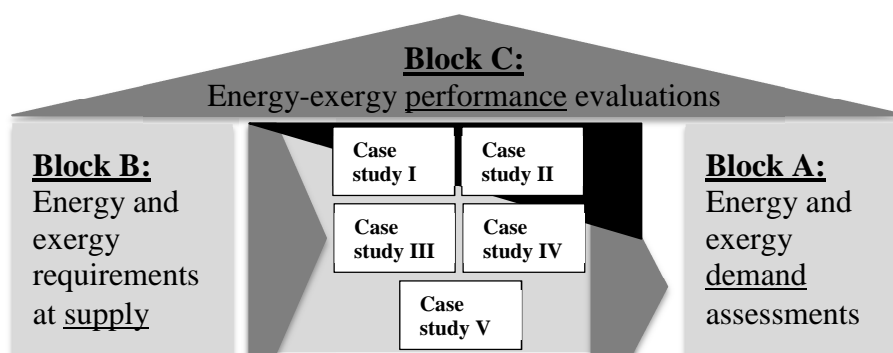 Block C:
Energy-exergy performance evaluations
Block B:
Energy and
exergy
requirements
at supply
Case
study I
Case
study II
Case
study III
Case
study IV
Case
study V
Block A:
Energy and
exergy
demand
assessments